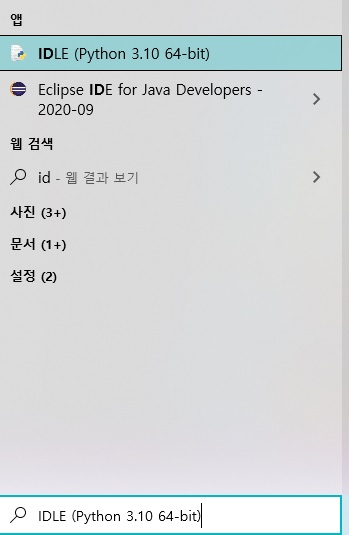 앱
IDLE (Python 3.10 64-bit)
Eclipse IDE for Java Developers -
2020-09
웹 검색
id - 웹 결과 보기
사진 (3+)
문서 (1+)
설정 (2)
IDLE (Python 3.10 64-bit)